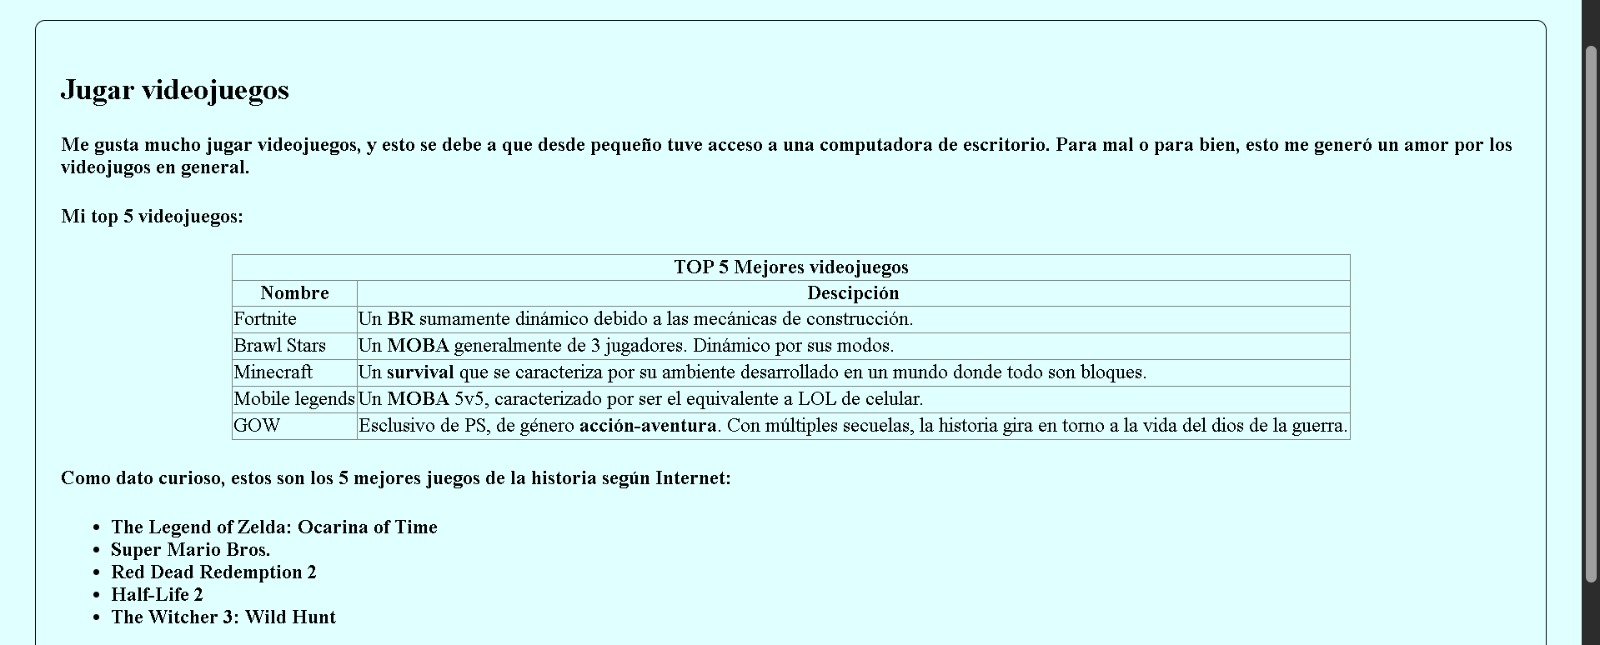 Jugar videojuegos
Me gusta mucho jugar videojuegos, y esto se debe a que desde pequeño tuve acceso a una computadora de escritorio. Para mal o para bien, esto me generó un amor por los
videojugos en general.
Mi top 5 videojuegos:
TOP 5 Mejores videojuegos
Nombre Descipción
Fortnite Un BR sumamente dinámico debido a las mecánicas de construcción.
Brawl Stars Un MOBA generalmente de 3 jugadores. Dinámico por sus modos.
Minecraft Un survival que se caracteriza por su ambiente desarrollado en un mundo donde todo son bloques.
Mobile legends Un MOBA 5v5, caracterizado por ser el equivalente a LOL de celular.
GOW Esclusivo de PS, de género acción-aventura. Con múltiples secuelas, la historia gira en torno a la vida del dios de la guerra.
Como dato curioso, estos son los 5 mejores juegos de la historia según Internet:
• The Legend of Zelda: Ocarina of Time
• Super Mario Bros.
• Red Dead Redemption 2
• Half-Life 2
• The Witcher 3: Wild Hunt